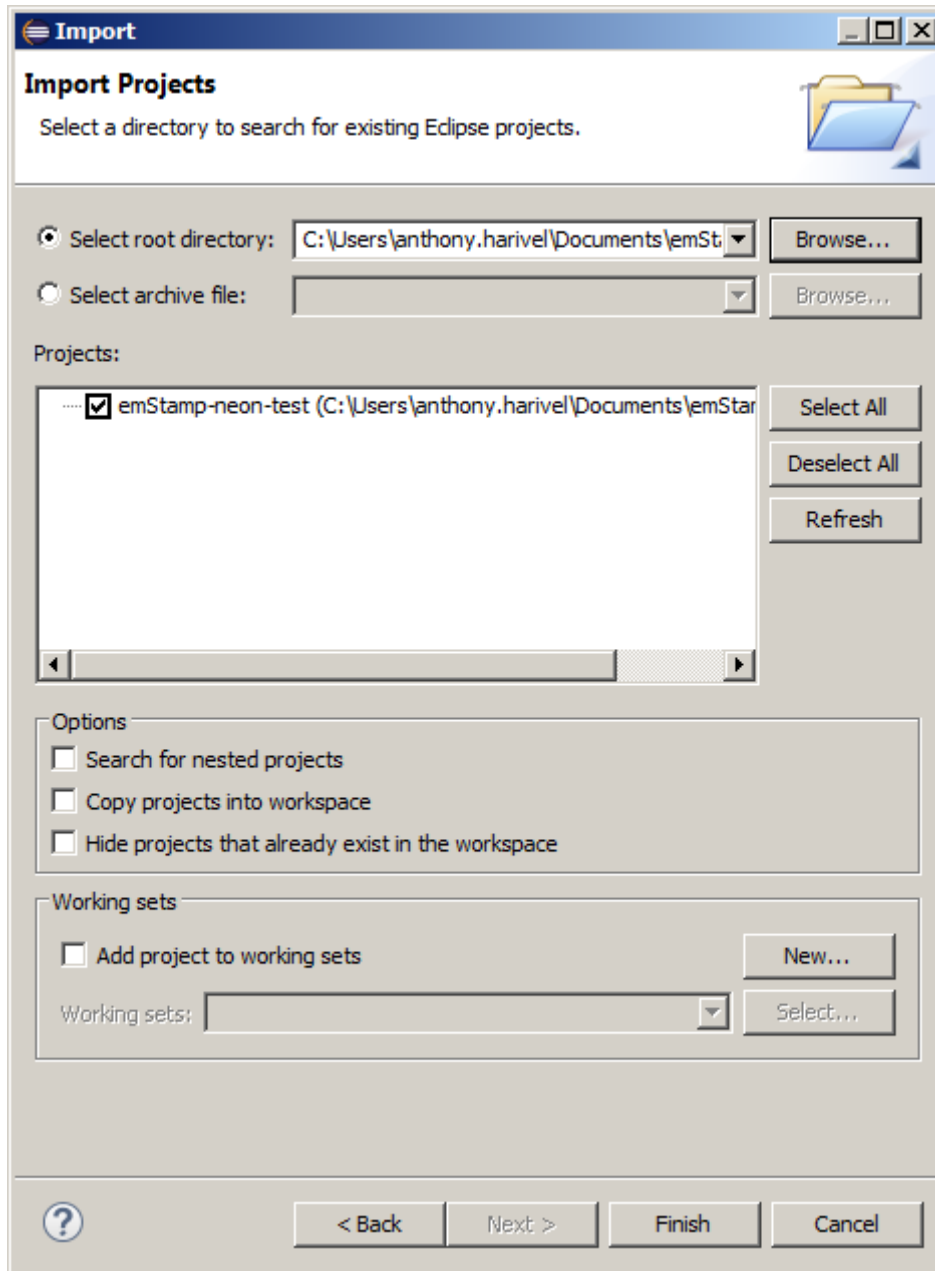 Import
Import Projects
Select a directory to search for existing Eclipse projects.
Select root directory: C:\Users\anthony.harivel\Documents\emSta Browse...
Select archive file: Browse...
Projects:
emStamp-neon-test (C:\Users\anthony.harivel\Documents\emStar Select All
Deselect All
Refresh
Options
Search for nested projects
Copy projects into workspace
Hide projects that already exist in the workspace
Working sets
Add project to working sets New...
Working sets: Select...
? < Back Next > Finish Cancel